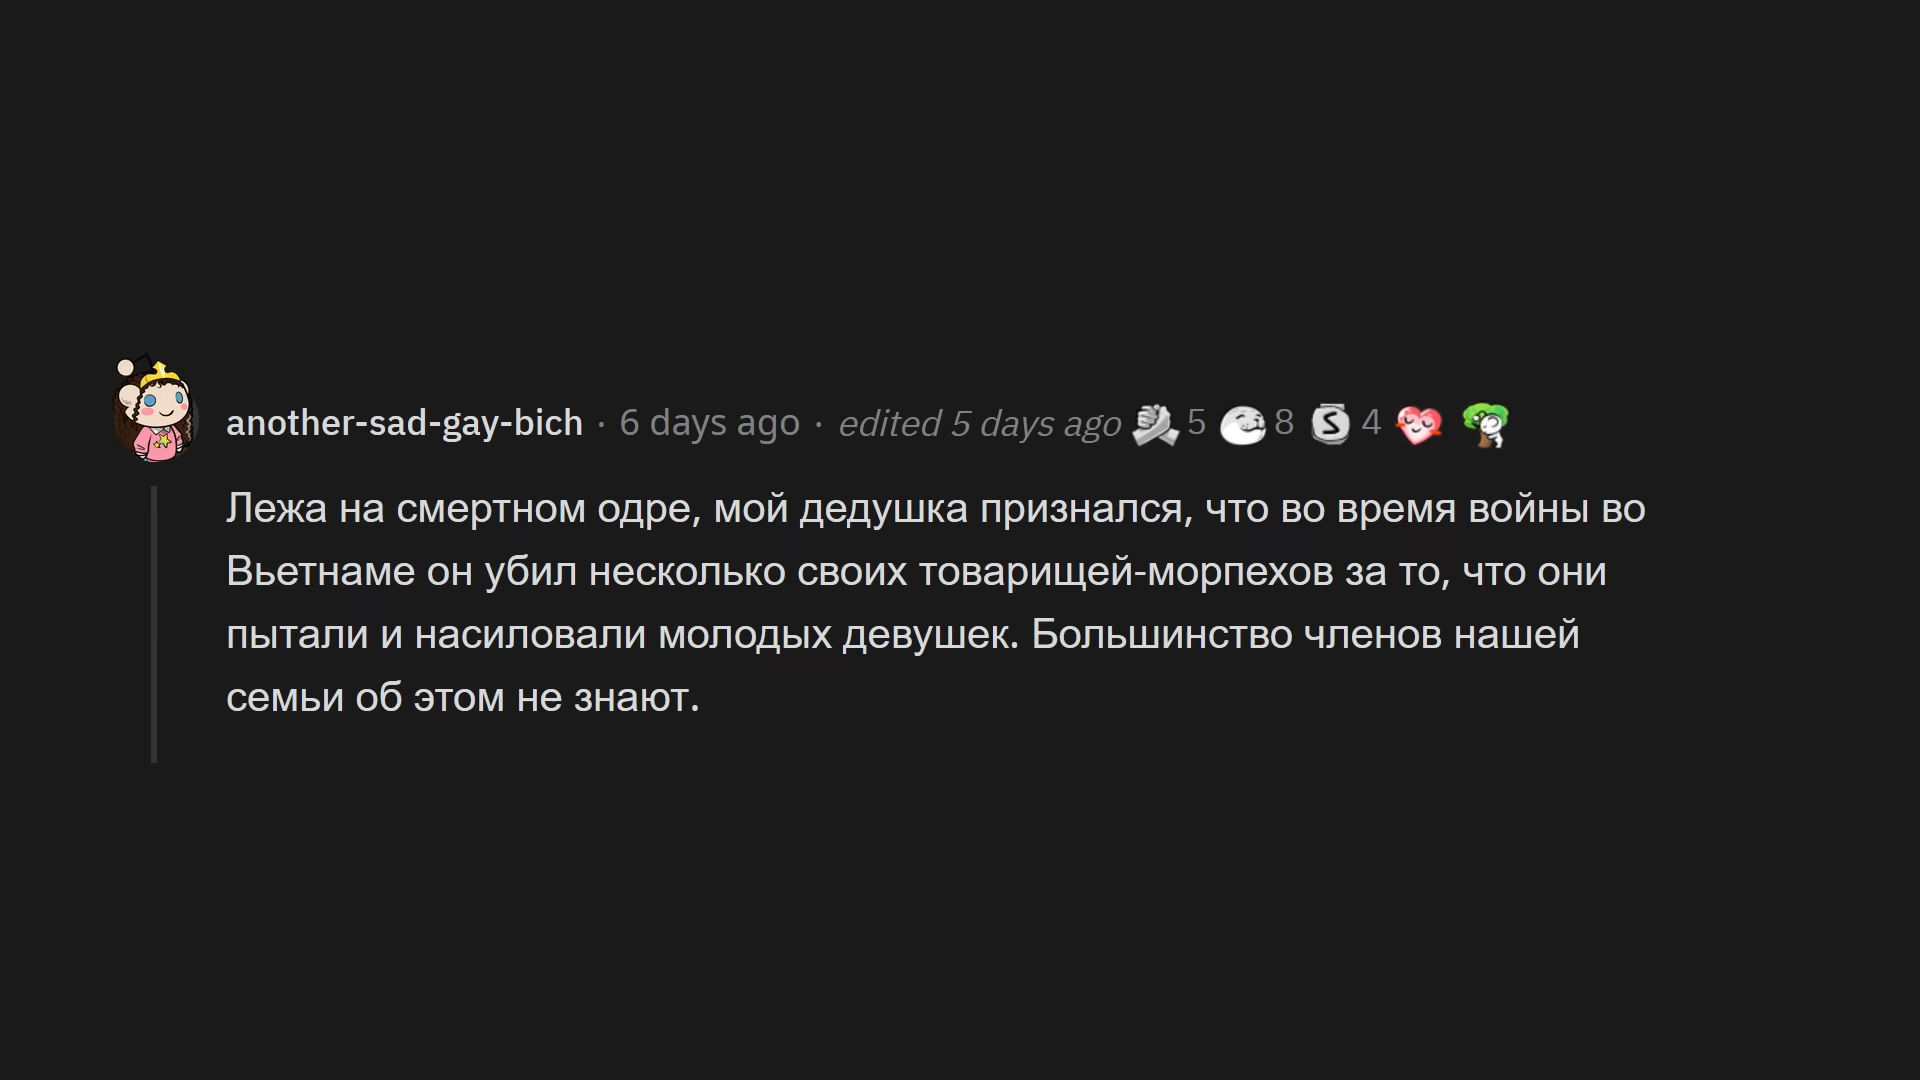 another-sad-gay-bich · 6 days ago · edited 5 days ago 5 8 S 4
Лежа на смертном одре, мой дедушка признался, что во время войны во
Вьетнаме он убил несколько своих товарищей-морпехов за то, что они
пытали и насиловали молодых девушек. Большинство членов нашей
семьи об этом не знают.